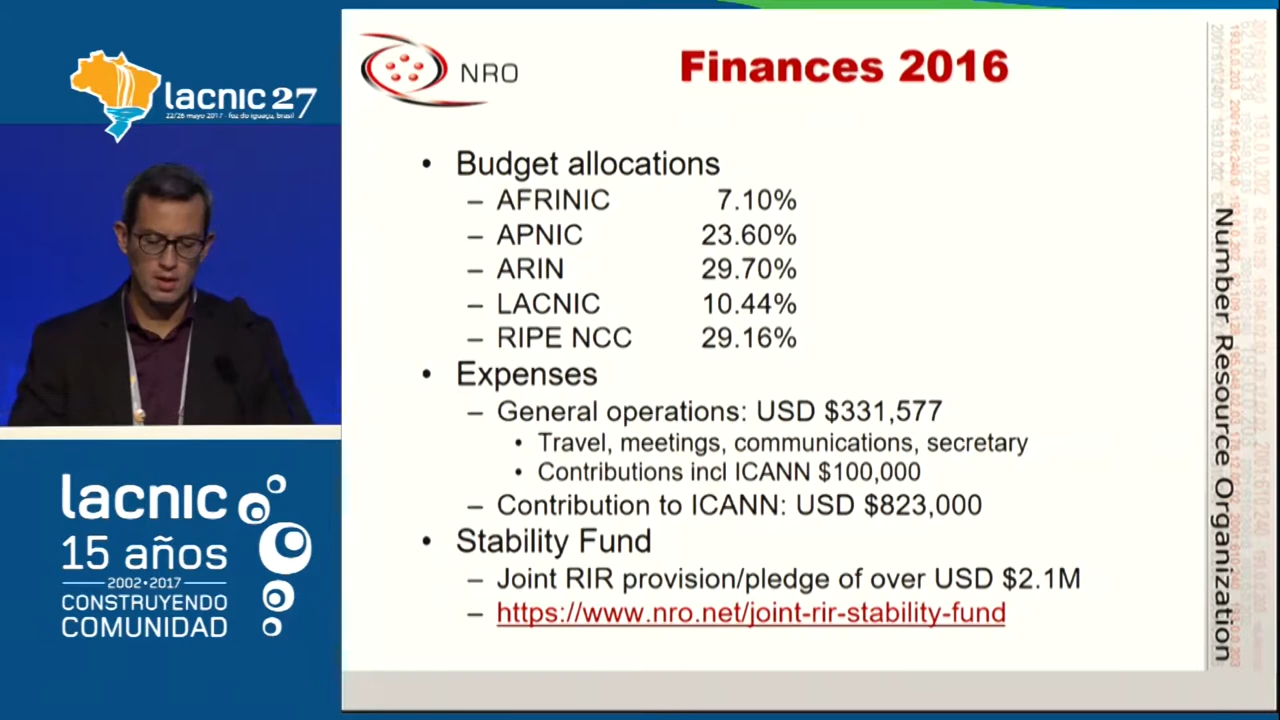 lacnic 27
22/26 mayo 2017 - foz do iguaçu, brasil
NRO
Finances 2016
• Budget allocations
– AFRINIC 7.10%
– APNIC 23.60%
– ARIN 29.70%
– LACNIC 10.44%
– RIPE NCC 29.16%
• Expenses
– General operations: USD $331,577
• Travel, meetings, communications, secretary
• Contributions incl ICANN $100,000
– Contribution to ICANN: USD $823,000
• Stability Fund
– Joint RIR provision/pledge of over USD $2.1M
– https://www.nro.net/joint-rir-stability-fund
Number Resource Organization
lacnic
15 años
2002•2017
CONSTRUYENDO
COMUNIDAD